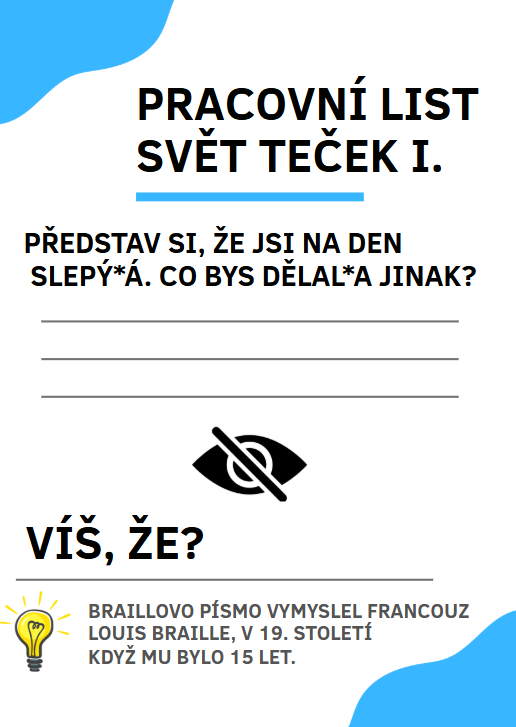 PRACOVNÍ LIST
SVĚT TEČEK I.
PŘEDSTAV SI, ŽE JSI NA DEN
SLEPÝ*Á. CO BYS DĚLAL*A JINAK?
VÍŠ, ŽE?
BRAILLOVO PÍSMO VYMYSLEL FRANCOUZ
LOUIS BRAILLE, V 19. STOLETÍ
KDYŽ MU BYLO 15 LET.